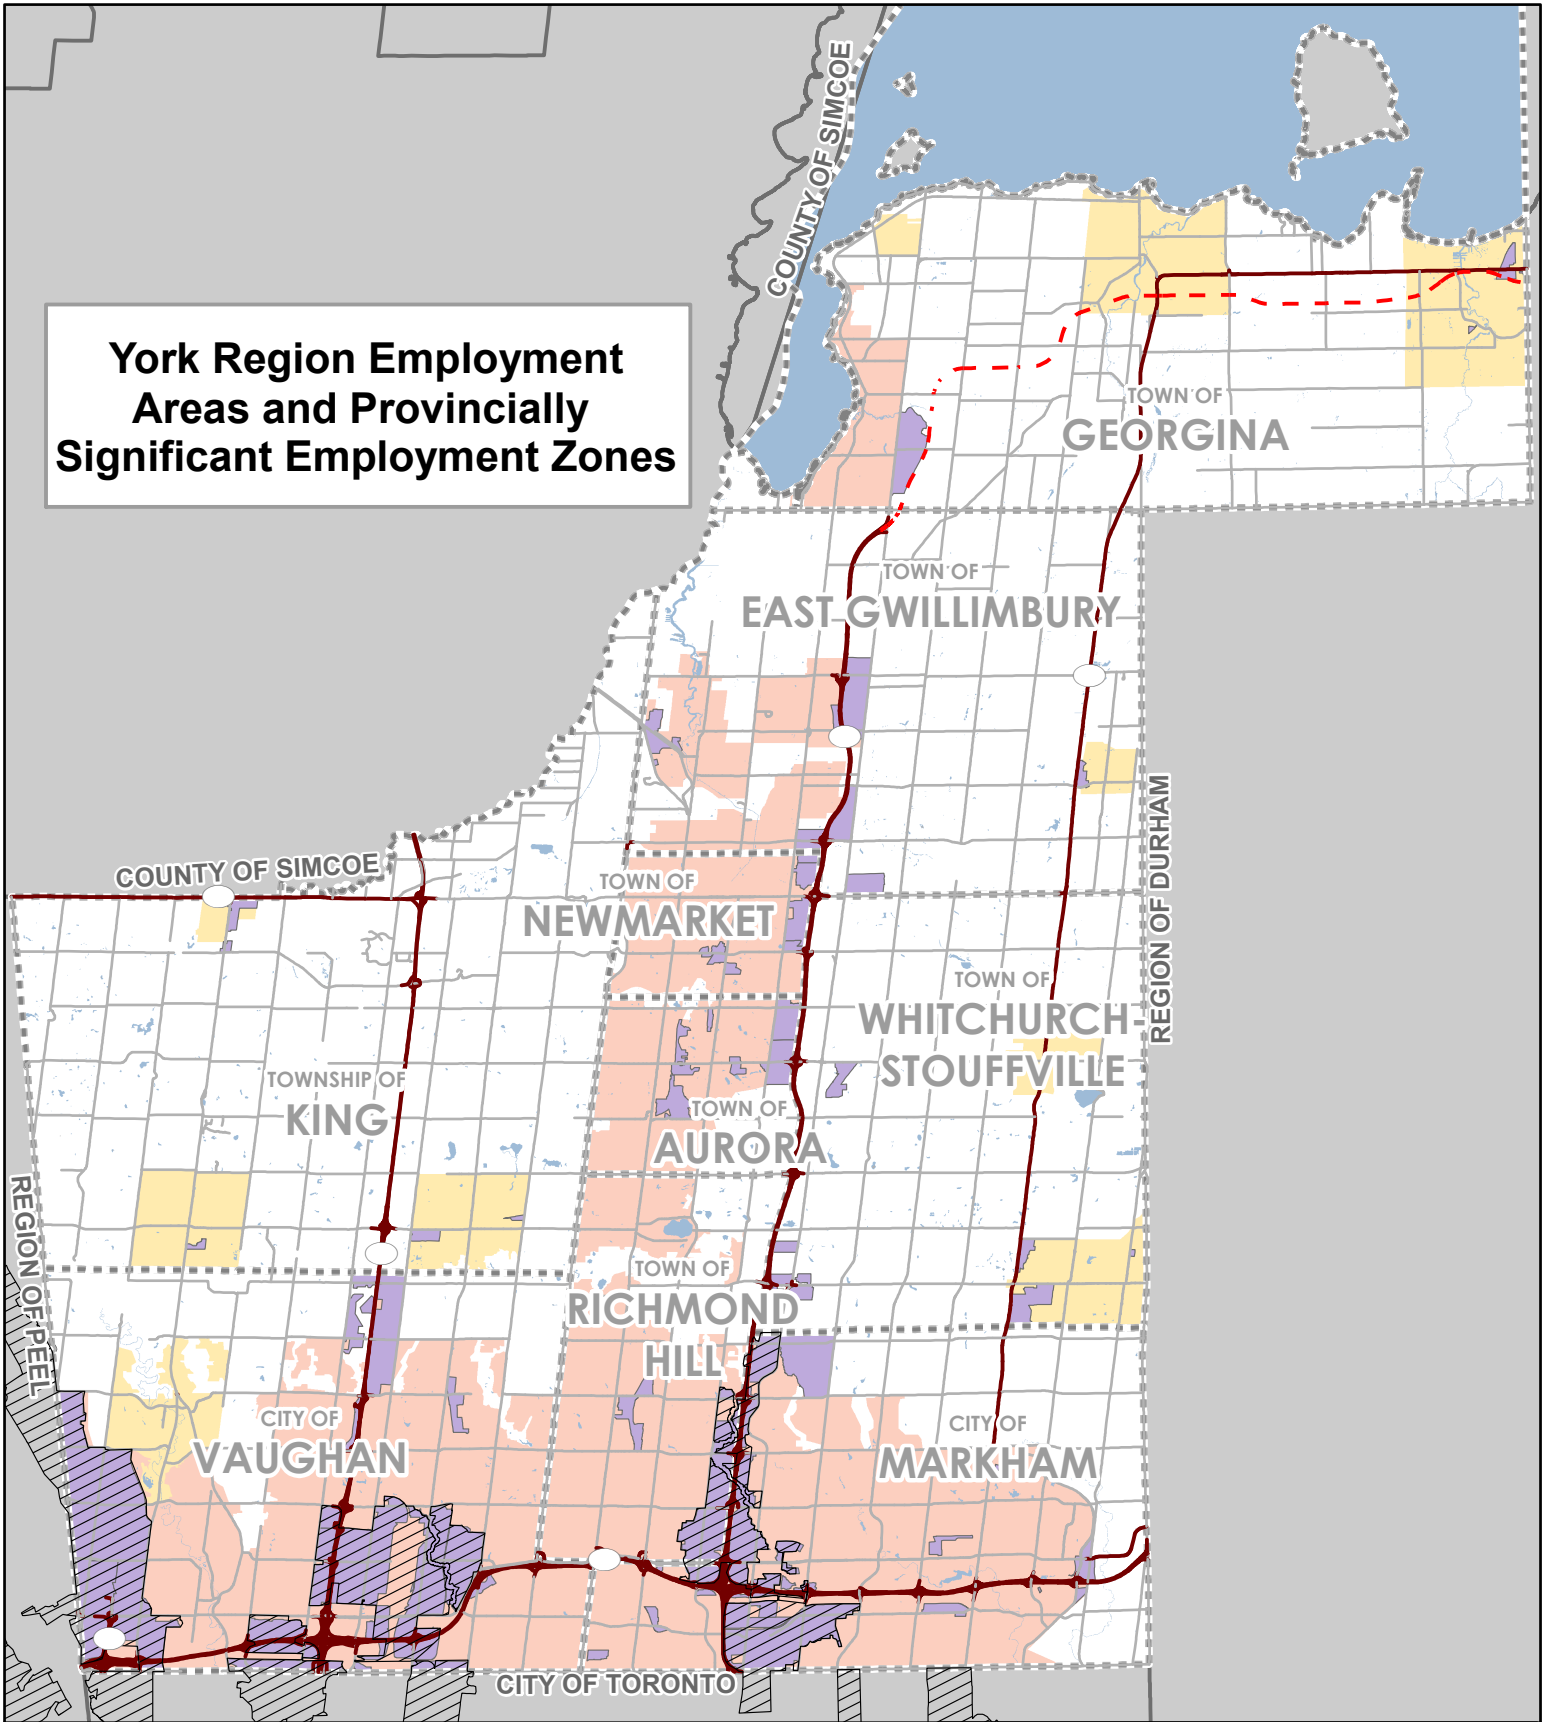 COUNTY OF SIMCOE
York Region Employment
Areas and Provincially
Significant Employment Zones
TOWN OF
GEORGINA
TOWN OF
EAST GWILLIMBURY
REGION OF DURHAM
COUNTY OF SIMCOE
TOWN OF
NEWMARKET
TOWN OF
WHITCHURCH-
STOUFFVILLE
TOWNSHIP OF
KING
TOWN OF
AURORA
REGION OF PEEL
TOWN OF
RICHMOND
HILL
CITY OF
VAUGHAN
CITY OF
MARKHAM
CITY OF TORONTO